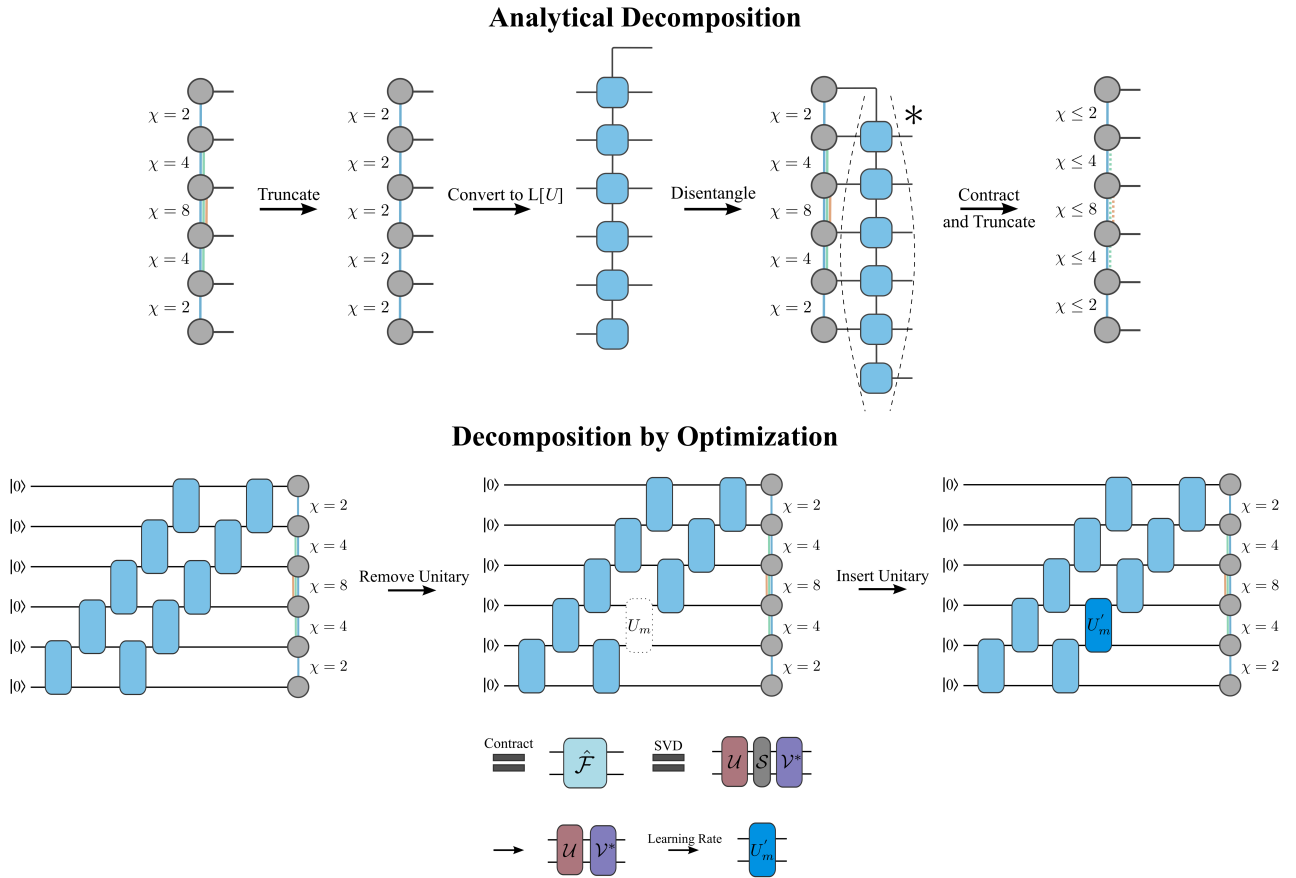 Analytical Decomposition
χ = 2
χ = 4
χ = 8
χ = 4
χ = 2
Truncate
χ = 2
χ = 2
χ = 2
χ = 2
χ = 2
Convert to L[U]
Disentangle
χ = 2
χ = 4
χ = 8
χ = 4
χ = 2
*
Contract
and Truncate
χ ≤ 2
χ ≤ 4
χ ≤ 8
χ ≤ 4
χ ≤ 2
Decomposition by Optimization
|0⟩
|0⟩
|0⟩
|0⟩
|0⟩
|0⟩
χ = 2
χ = 4
χ = 8
χ = 4
χ = 2
Remove Unitary
|0⟩
|0⟩
|0⟩
|0⟩
|0⟩
|0⟩
U_m
χ = 2
χ = 4
χ = 8
χ = 4
χ = 2
Insert Unitary
|0⟩
|0⟩
|0⟩
|0⟩
|0⟩
|0⟩
U'_m
χ = 2
χ = 4
χ = 8
χ = 4
χ = 2
Contract
F̂
SVD
U S V*
U V*
Learning Rate
U'_m